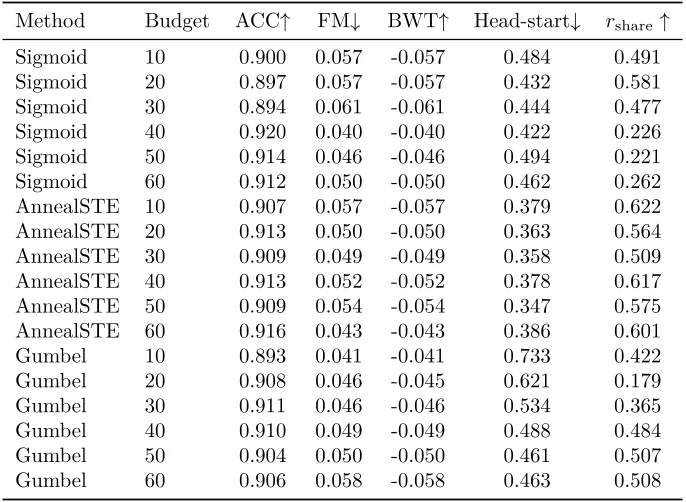 Method Budget ACC↑ FM↓ BWT↑ Head-start↓ r_share ↑
Sigmoid 10 0.900 0.057 -0.057 0.484 0.491
Sigmoid 20 0.897 0.057 -0.057 0.432 0.581
Sigmoid 30 0.894 0.061 -0.061 0.444 0.477
Sigmoid 40 0.920 0.040 -0.040 0.422 0.226
Sigmoid 50 0.914 0.046 -0.046 0.494 0.221
Sigmoid 60 0.912 0.050 -0.050 0.462 0.262
AnnealSTE 10 0.907 0.057 -0.057 0.379 0.622
AnnealSTE 20 0.913 0.050 -0.050 0.363 0.564
AnnealSTE 30 0.909 0.049 -0.049 0.358 0.509
AnnealSTE 40 0.913 0.052 -0.052 0.378 0.617
AnnealSTE 50 0.909 0.054 -0.054 0.347 0.575
AnnealSTE 60 0.916 0.043 -0.043 0.386 0.601
Gumbel 10 0.893 0.041 -0.041 0.733 0.422
Gumbel 20 0.908 0.046 -0.045 0.621 0.179
Gumbel 30 0.911 0.046 -0.046 0.534 0.365
Gumbel 40 0.910 0.049 -0.049 0.488 0.484
Gumbel 50 0.904 0.050 -0.050 0.461 0.507
Gumbel 60 0.906 0.058 -0.058 0.463 0.508